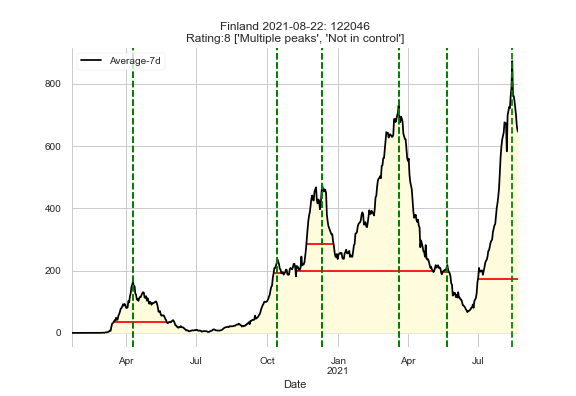 Finland 2021-08-22: 122046
Rating:8 ['Multiple peaks', 'Not in control']
Average-7d
800
600
400
200
0
Apr
Jul
Oct
Jan
2021
Apr
Jul
Date